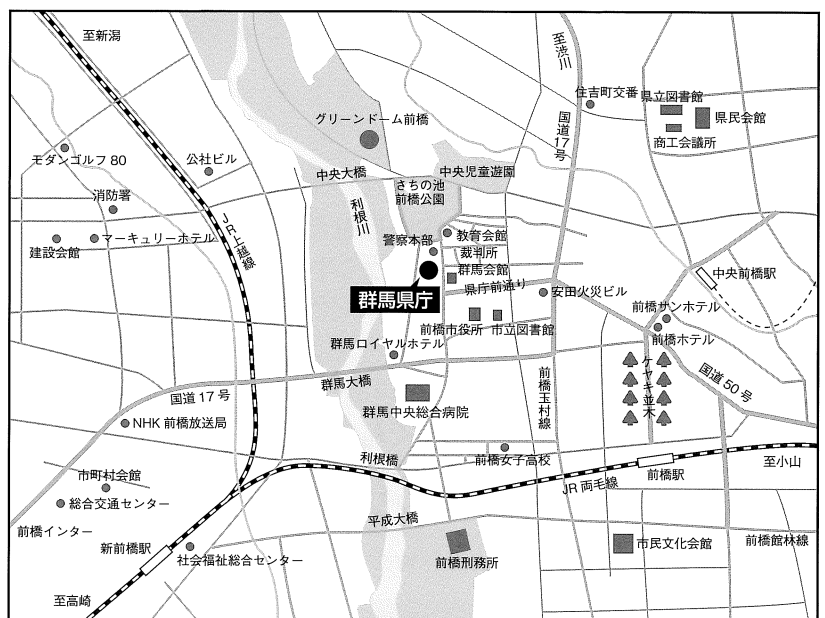 至新潟
至渋川
住吉町交番
県立図書館
県民会館
商工会議所
グリーンドーム前橋
国道17号
モダンゴルフ80
公社ビル
中央大橋
中央児童遊園
さちの池
前橋公園
消防署
利根川
JR上越線
建設会館
マーキュリーホテル
警察本部
教育会館
裁判所
群馬会館
中央前橋駅
群馬県庁
県庁前通り
安田火災ビル
前橋サンホテル
前橋市役所
市立図書館
前橋ホテル
群馬ロイヤルホテル
ケヤキ並木
国道50号
群馬大橋
国道17号
前橋玉村線
群馬中央総合病院
NHK前橋放送局
利根橋
前橋女子高校
前橋駅
至小山
市町村会館
JR両毛線
総合交通センター
前橋インター
平成大橋
新前橋駅
社会福祉総合センター
前橋刑務所
市民文化会館
前橋館林線
至高崎